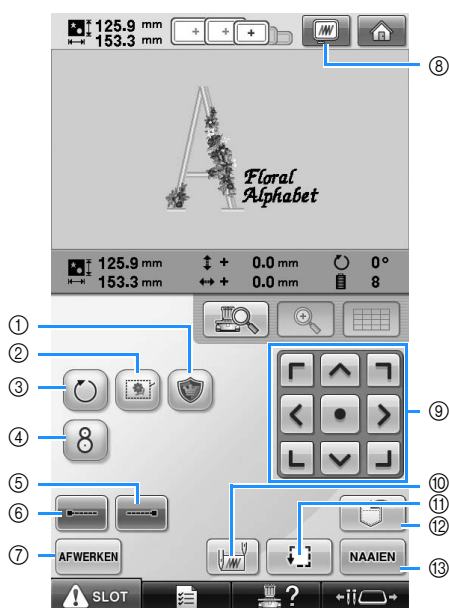 125.9 mm
153.3 mm
⑧
Floral
Alphabet
125.9 mm + 0.0 mm 0°
153.3 mm + 0.0 mm 8
①
②
③
④
8
⑤
⑥
⑦
⑨
⑩
⑪
⑫
⑬
AFWERKEN
NAAIEN
SLOT
?